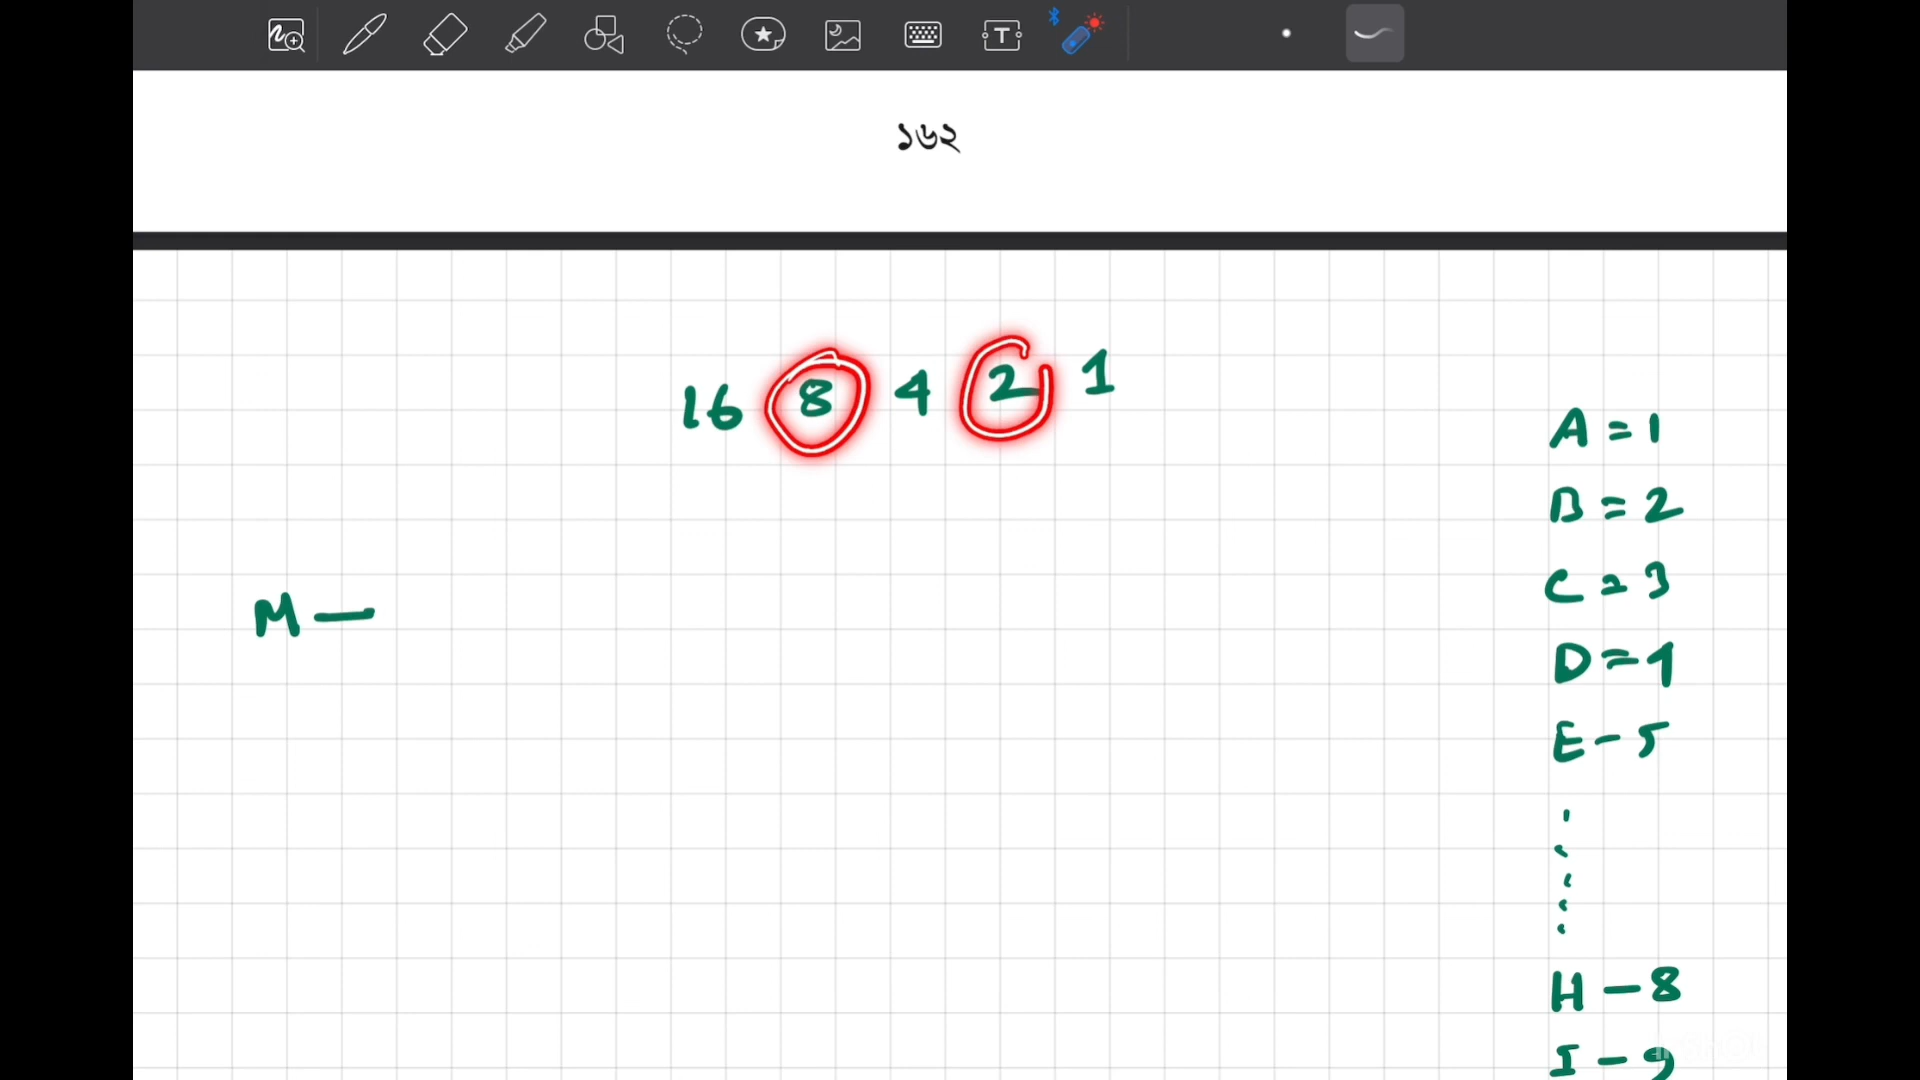 ১৬২
16 8 4 2 1
A = 1
B = 2
C = 3
M —
D = 4
E - 5
H - 8
I - 9